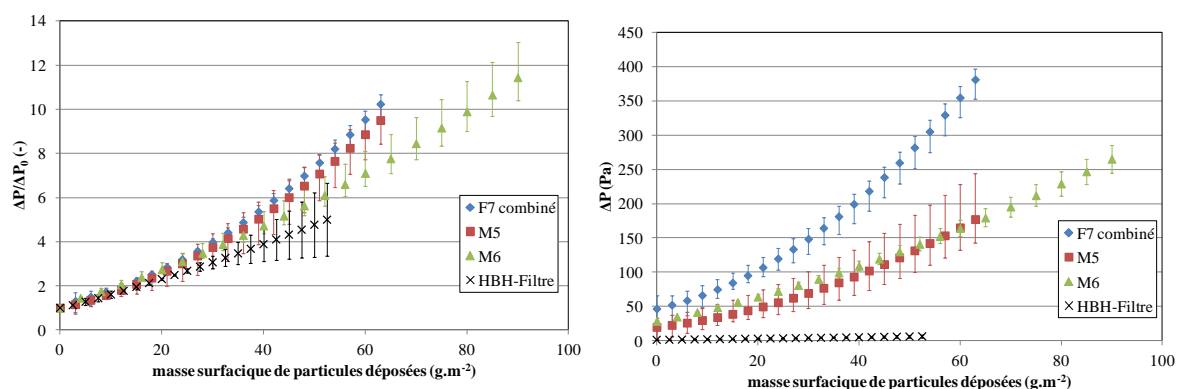 14
12
10
8
6
4
2
0
ΔP/ΔP₀ (-)
F7 combiné
M5
M6
HBH-Filtre
0 20 40 60 80 100
masse surfacique de particules déposées (g.m⁻²)
450
400
350
300
250
200
150
100
50
0
ΔP (Pa)
F7 combiné
M5
M6
HBH-Filtre
0 20 40 60 80 100
masse surfacique de particules déposées (g.m⁻²)